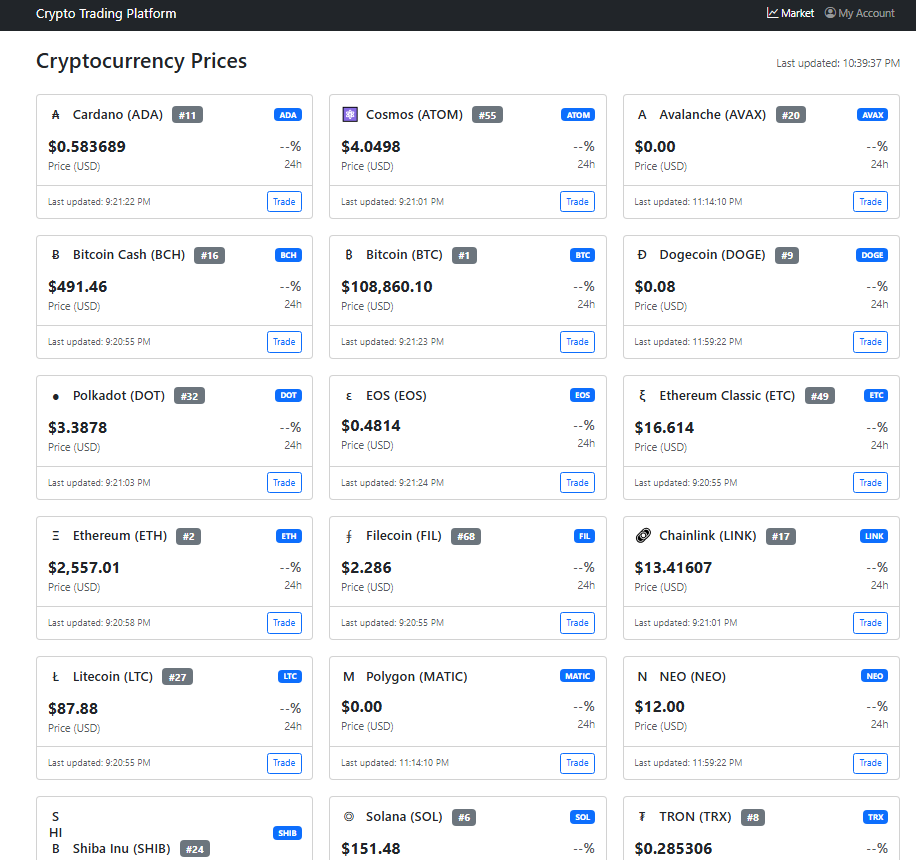 Crypto Trading Platform Market My Account
Cryptocurrency Prices Last updated: 10:39:37 PM
₳ Cardano (ADA) #11 ADA
$0.583689 --%
Price (USD) 24h
Last updated: 9:21:22 PM Trade
⚛ Cosmos (ATOM) #55 ATOM
$4.0498 --%
Price (USD) 24h
Last updated: 9:21:01 PM Trade
A Avalanche (AVAX) #20 AVAX
$0.00 --%
Price (USD) 24h
Last updated: 11:14:10 PM Trade
Ƀ Bitcoin Cash (BCH) #16 BCH
$491.46 --%
Price (USD) 24h
Last updated: 9:20:55 PM Trade
₿ Bitcoin (BTC) #1 BTC
$108,860.10 --%
Price (USD) 24h
Last updated: 9:21:23 PM Trade
Ð Dogecoin (DOGE) #9 DOGE
$0.08 --%
Price (USD) 24h
Last updated: 11:59:22 PM Trade
● Polkadot (DOT) #32 DOT
$3.3878 --%
Price (USD) 24h
Last updated: 9:21:03 PM Trade
ε EOS (EOS) EOS
$0.4814 --%
Price (USD) 24h
Last updated: 9:21:24 PM Trade
ξ Ethereum Classic (ETC) #49 ETC
$16.614 --%
Price (USD) 24h
Last updated: 9:20:55 PM Trade
Ξ Ethereum (ETH) #2 ETH
$2,557.01 --%
Price (USD) 24h
Last updated: 9:20:58 PM Trade
⨎ Filecoin (FIL) #68 FIL
$2.286 --%
Price (USD) 24h
Last updated: 9:20:55 PM Trade
Chainlink (LINK) #17 LINK
$13.41607 --%
Price (USD) 24h
Last updated: 9:21:01 PM Trade
Ł Litecoin (LTC) #27 LTC
$87.88 --%
Price (USD) 24h
Last updated: 9:20:55 PM Trade
M Polygon (MATIC) MATIC
$0.00 --%
Price (USD) 24h
Last updated: 11:14:10 PM Trade
N NEO (NEO) NEO
$12.00 --%
Price (USD) 24h
Last updated: 11:59:22 PM Trade
S
HI
B Shiba Inu (SHIB) #24 SHIB
◎ Solana (SOL) #6 SOL
$151.48 --%
₮ TRON (TRX) #8 TRX
$0.285306 --%